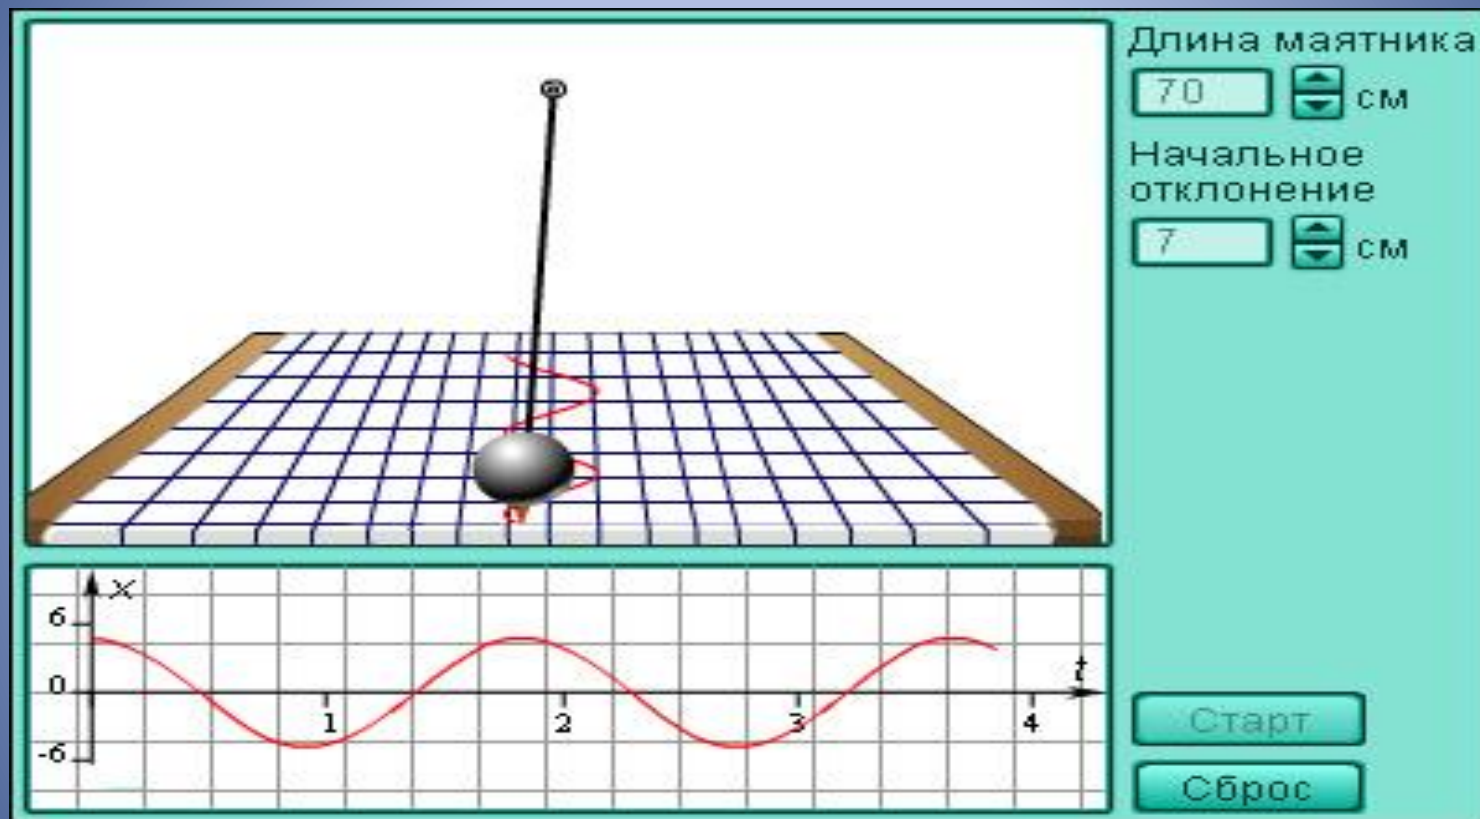 Длина маятника
70 см
Начальное
отклонение
7 см
x
6
0
-6
1 2 3 4
t
Старт
Сброс